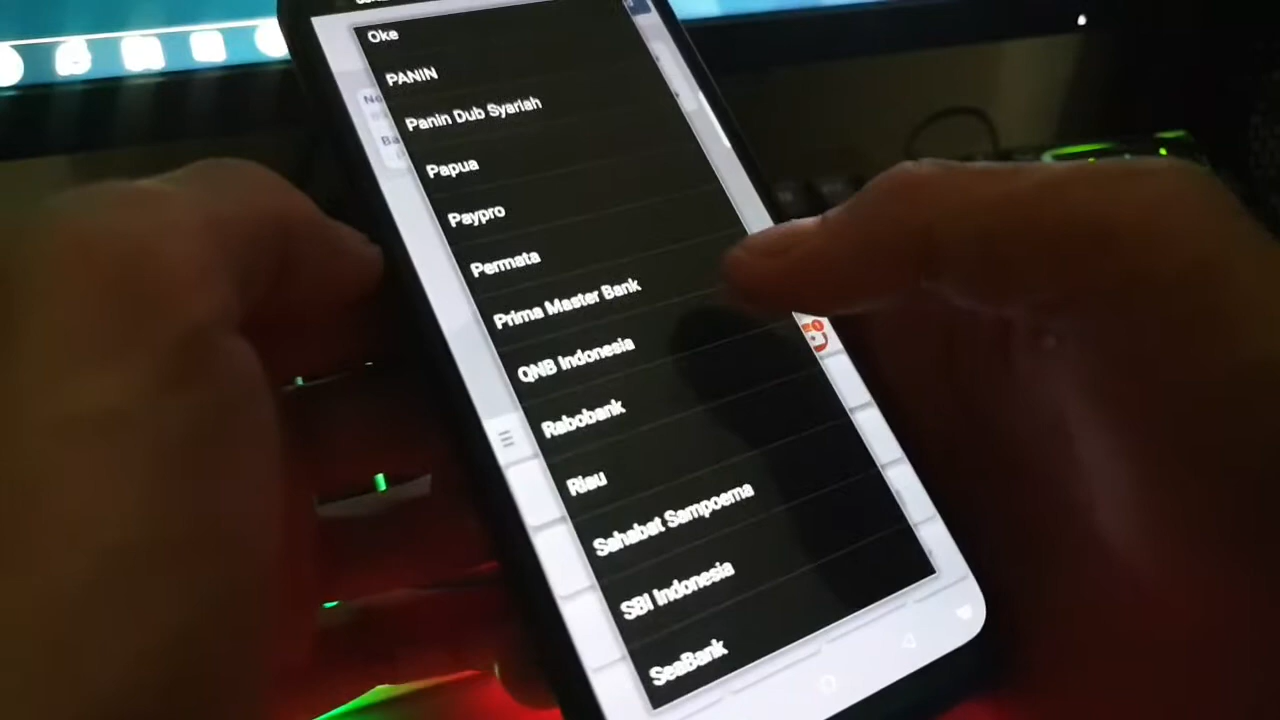 Oke
PANIN
Panin Dub Syariah
Papua
Paypro
Permata
Prima Master Bank
QNB Indonesia
Rabobank
Riau
Sahabat Sampoerna
SBI Indonesia
SeaBank